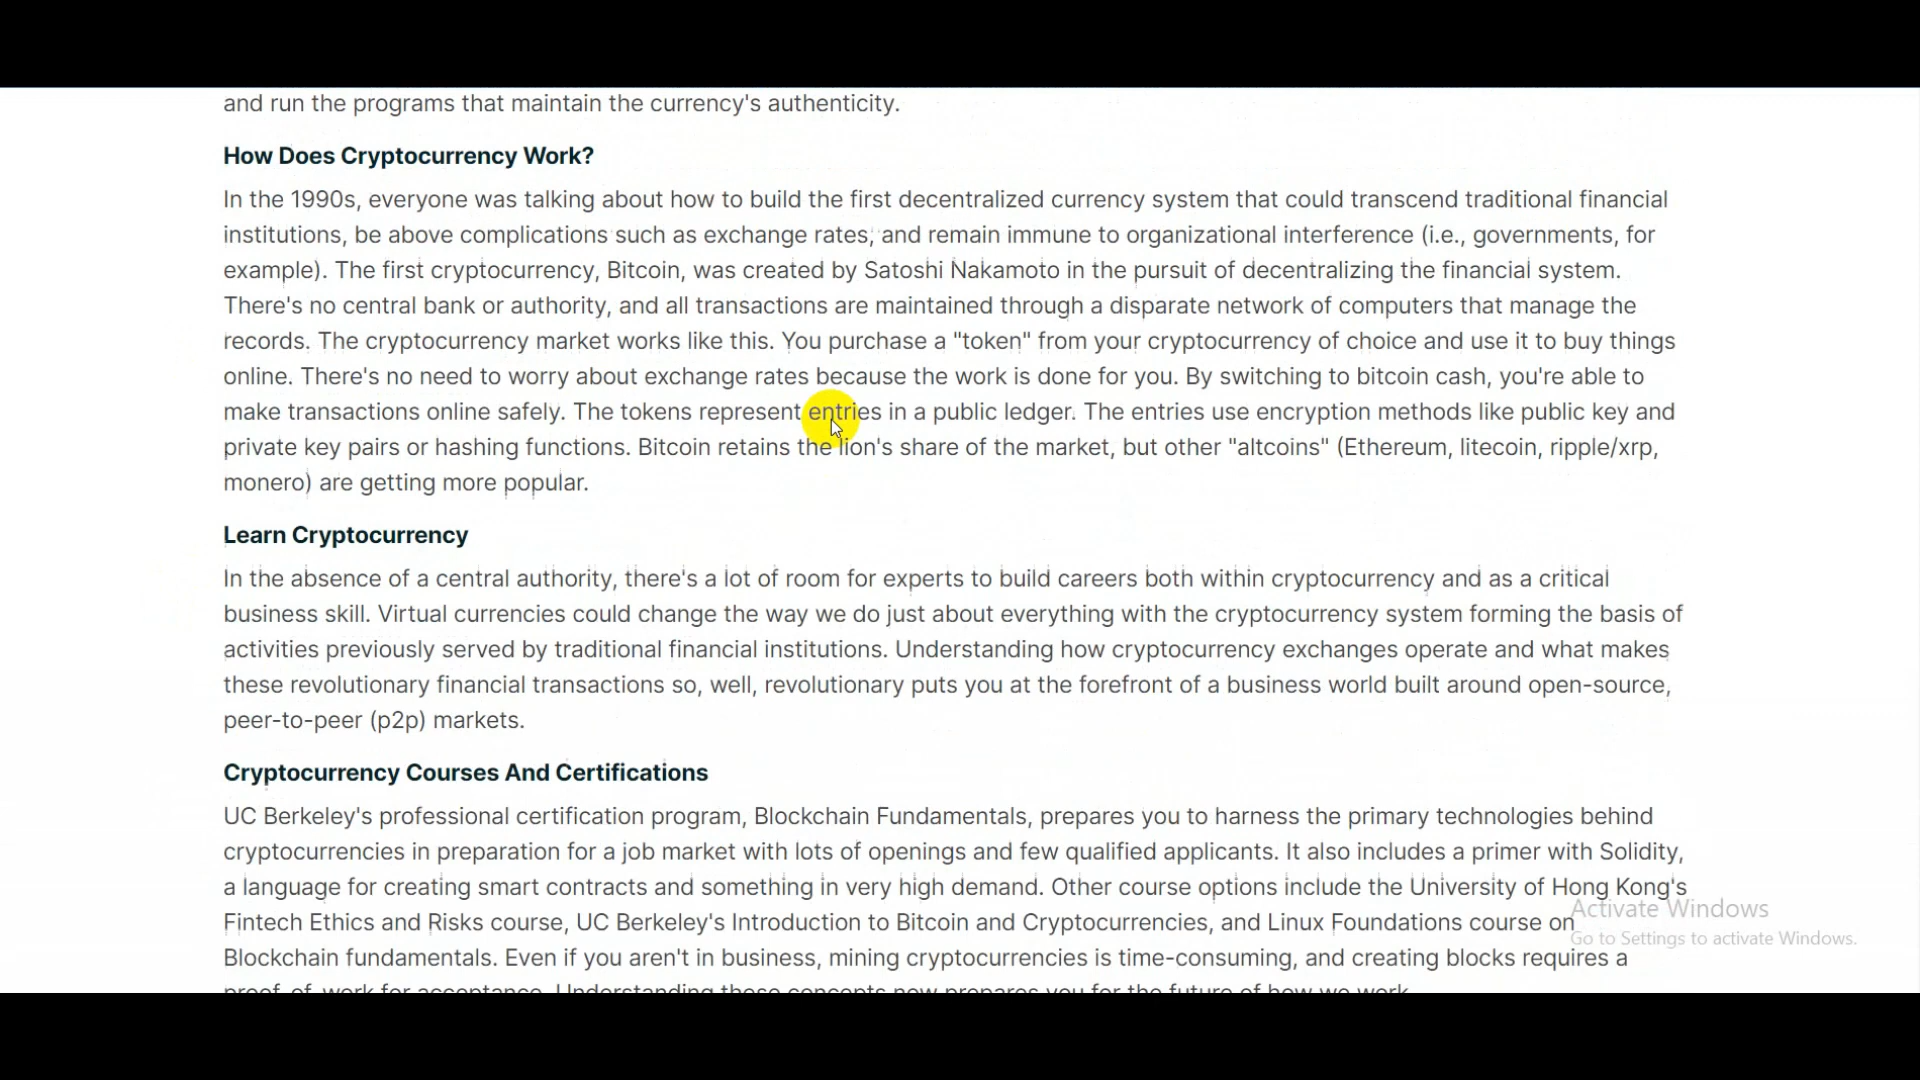 and run the programs that maintain the currency's authenticity.
How Does Cryptocurrency Work?
In the 1990s, everyone was talking about how to build the first decentralized currency system that could transcend traditional financial
institutions, be above complications such as exchange rates, and remain immune to organizational interference (i.e., governments, for
example). The first cryptocurrency, Bitcoin, was created by Satoshi Nakamoto in the pursuit of decentralizing the financial system.
There's no central bank or authority, and all transactions are maintained through a disparate network of computers that manage the
records. The cryptocurrency market works like this. You purchase a "token" from your cryptocurrency of choice and use it to buy things
online. There's no need to worry about exchange rates because the work is done for you. By switching to bitcoin cash, you're able to
make transactions online safely. The tokens represent entries in a public ledger. The entries use encryption methods like public key and
private key pairs or hashing functions. Bitcoin retains the lion's share of the market, but other "altcoins" (Ethereum, litecoin, ripple/xrp,
monero) are getting more popular.
Learn Cryptocurrency
In the absence of a central authority, there's a lot of room for experts to build careers both within cryptocurrency and as a critical
business skill. Virtual currencies could change the way we do just about everything with the cryptocurrency system forming the basis of
activities previously served by traditional financial institutions. Understanding how cryptocurrency exchanges operate and what makes
these revolutionary financial transactions so, well, revolutionary puts you at the forefront of a business world built around open-source,
peer-to-peer (p2p) markets.
Cryptocurrency Courses And Certifications
UC Berkeley's professional certification program, Blockchain Fundamentals, prepares you to harness the primary technologies behind
cryptocurrencies in preparation for a job market with lots of openings and few qualified applicants. It also includes a primer with Solidity,
a language for creating smart contracts and something in very high demand. Other course options include the University of Hong Kong's
Fintech Ethics and Risks course, UC Berkeley's Introduction to Bitcoin and Cryptocurrencies, and Linux Foundations course on
Blockchain fundamentals. Even if you aren't in business, mining cryptocurrencies is time-consuming, and creating blocks requires a
proof-of-work for acceptance. Understanding these concepts now prepares you for the future of how we work.
Activate Windows
Go to Settings to activate Windows.